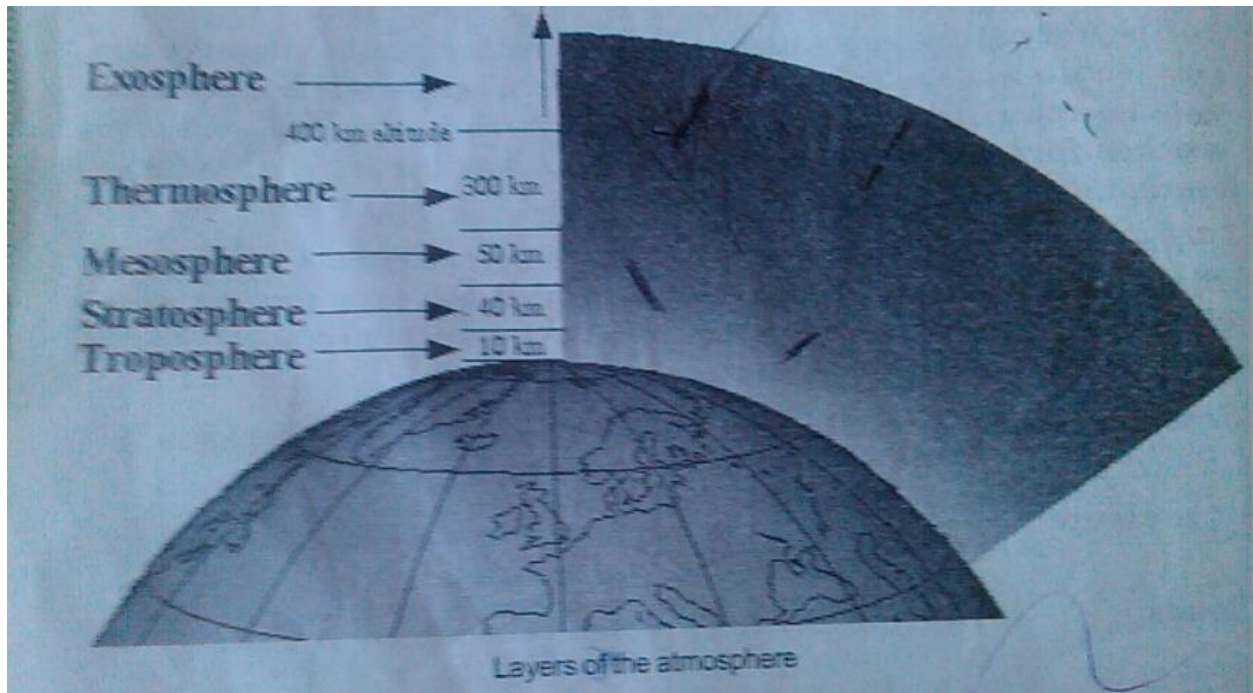 Exosphere
400 km altitude
Thermosphere 300 km
Mesosphere 50 km
Stratosphere 40 km
Troposphere 10 km
Layers of the atmosphere